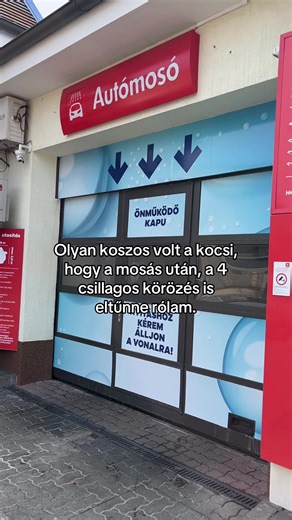 Autómosó
ÖNMŰKÖDŐ
KAPU
Olyan koszos volt a kocsi,
hogy a mosás után, a 4
csillagos körözés is
eltűnne rólam.
KÉREM
ÁLLJON
A VONALRA!